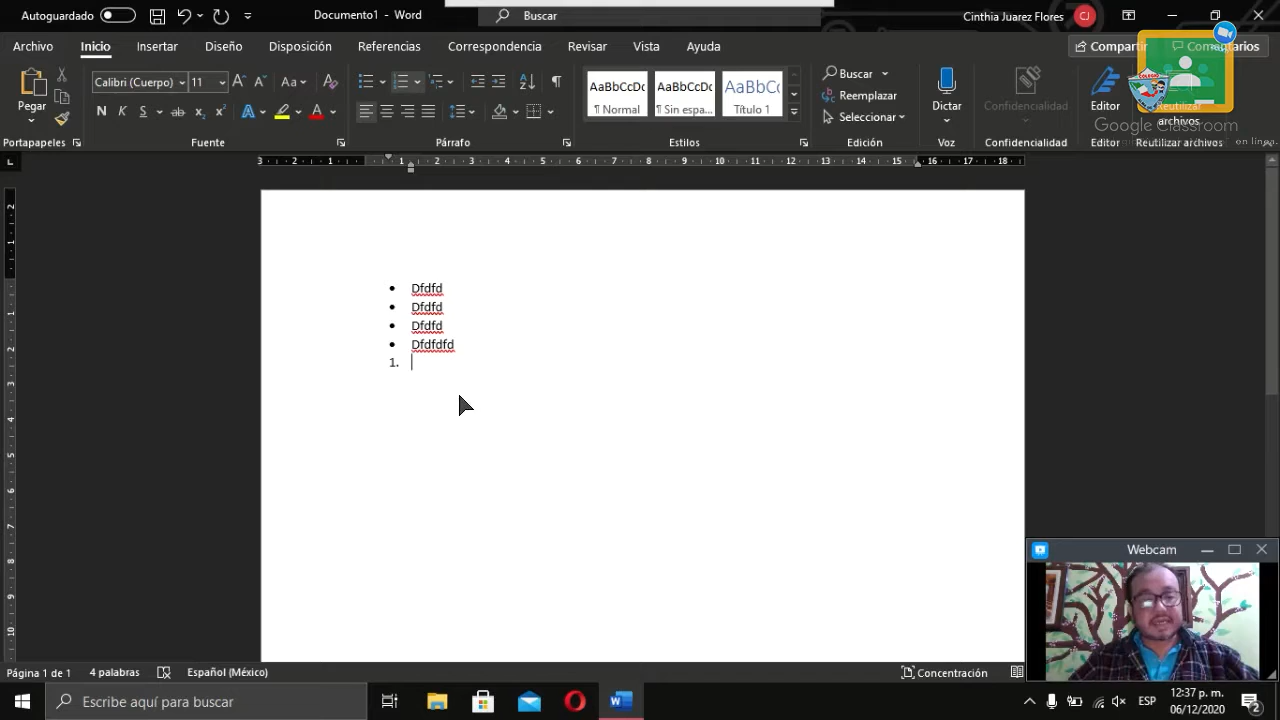 Autoguardado
Documento1 - Word
Buscar
Cinthia Juarez Flores
CJ
Archivo
Inicio
Insertar
Diseño
Disposición
Referencias
Correspondencia
Revisar
Vista
Ayuda
Compartir
Comentarios
Pegar
Calibri (Cuerpo)
11
Portapapeles
Fuente
Párrafo
AaBbCcDc
¶ Normal
AaBbCcDc
¶ Sin espa...
AaBbCc
Título 1
Estilos
Buscar
Reemplazar
Seleccionar
Edición
Dictar
Voz
Confidencialidad
Confidencialidad
Editor
Editor
Reutilizar
archivos
Reutilizar archivos
Google Classroom
• Dfdfd
• Dfdfd
• Dfdfd
• Dfdfdfd
1.
Webcam
Página 1 de 1
4 palabras
Español (México)
Concentración
Escribe aquí para buscar
ESP
12:37 p. m.
06/12/2020
2